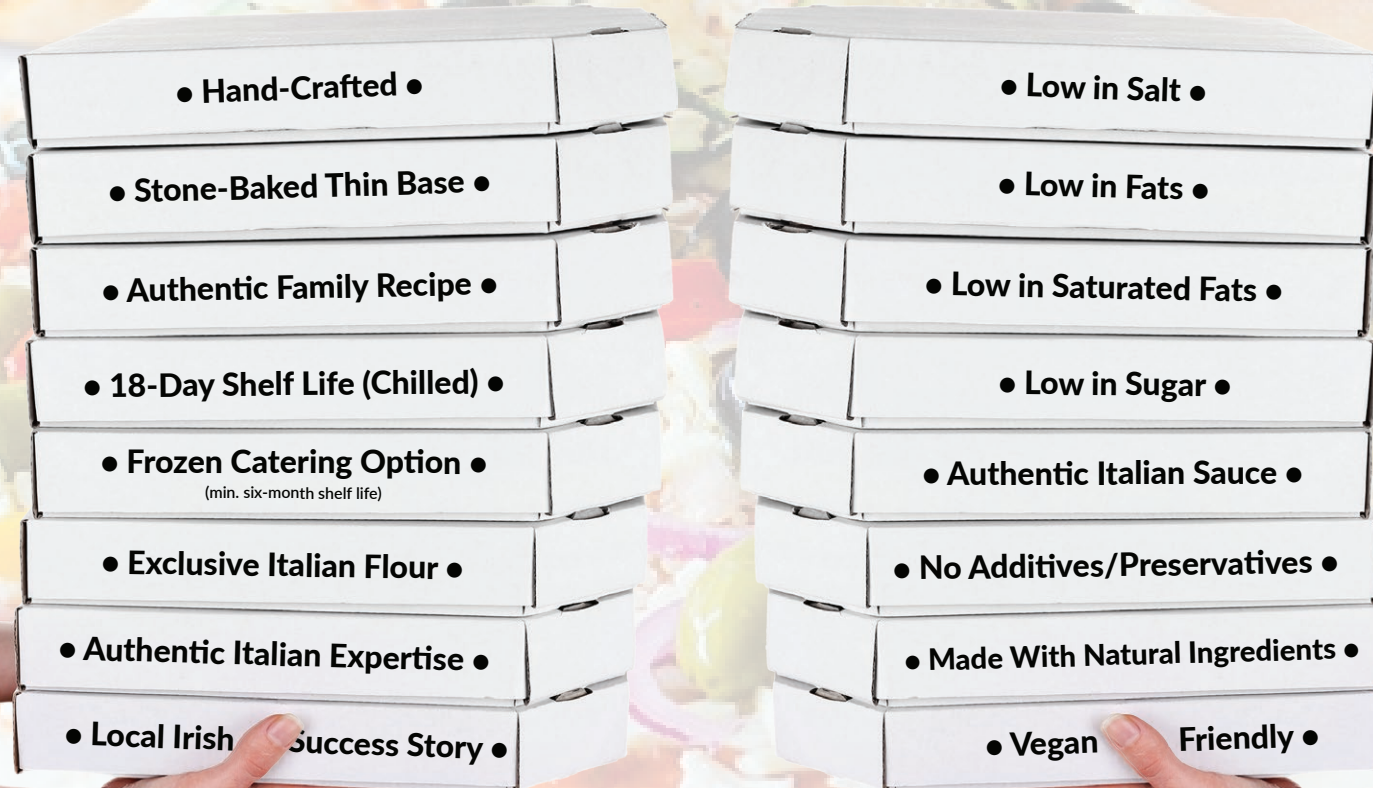 • Hand-Crafted •
• Stone-Baked Thin Base •
• Authentic Family Recipe •
• 18-Day Shelf Life (Chilled) •
• Frozen Catering Option •
(min. six-month shelf life)
• Exclusive Italian Flour •
• Authentic Italian Expertise •
• Local Irish Success Story •
• Low in Salt •
• Low in Fats •
• Low in Saturated Fats •
• Low in Sugar •
• Authentic Italian Sauce •
• No Additives/Preservatives •
• Made With Natural Ingredients •
• Vegan Friendly •